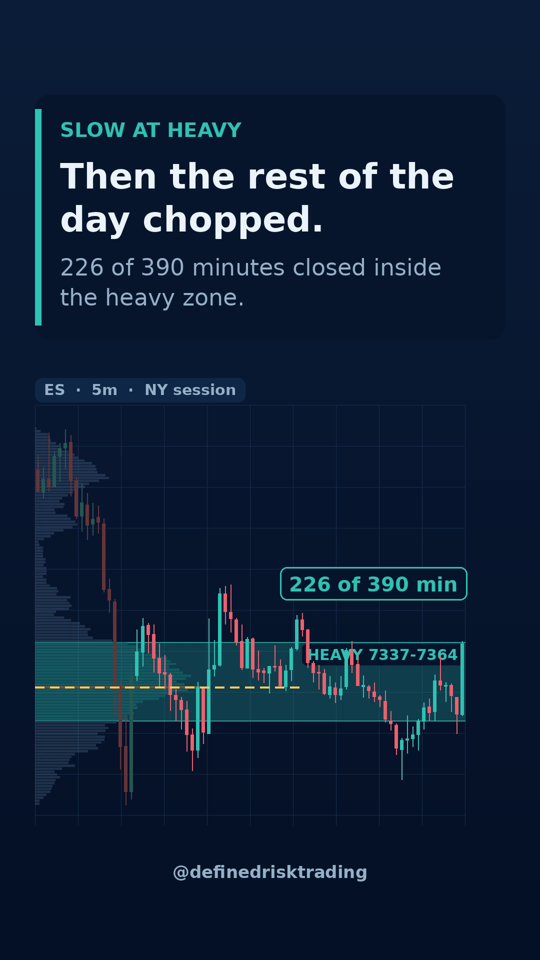 SLOW AT HEAVY
Then the rest of the
day chopped.
226 of 390 minutes closed inside
the heavy zone.
ES · 5m · NY session
226 of 390 min
HEAVY 7337-7364
@definedrisktrading